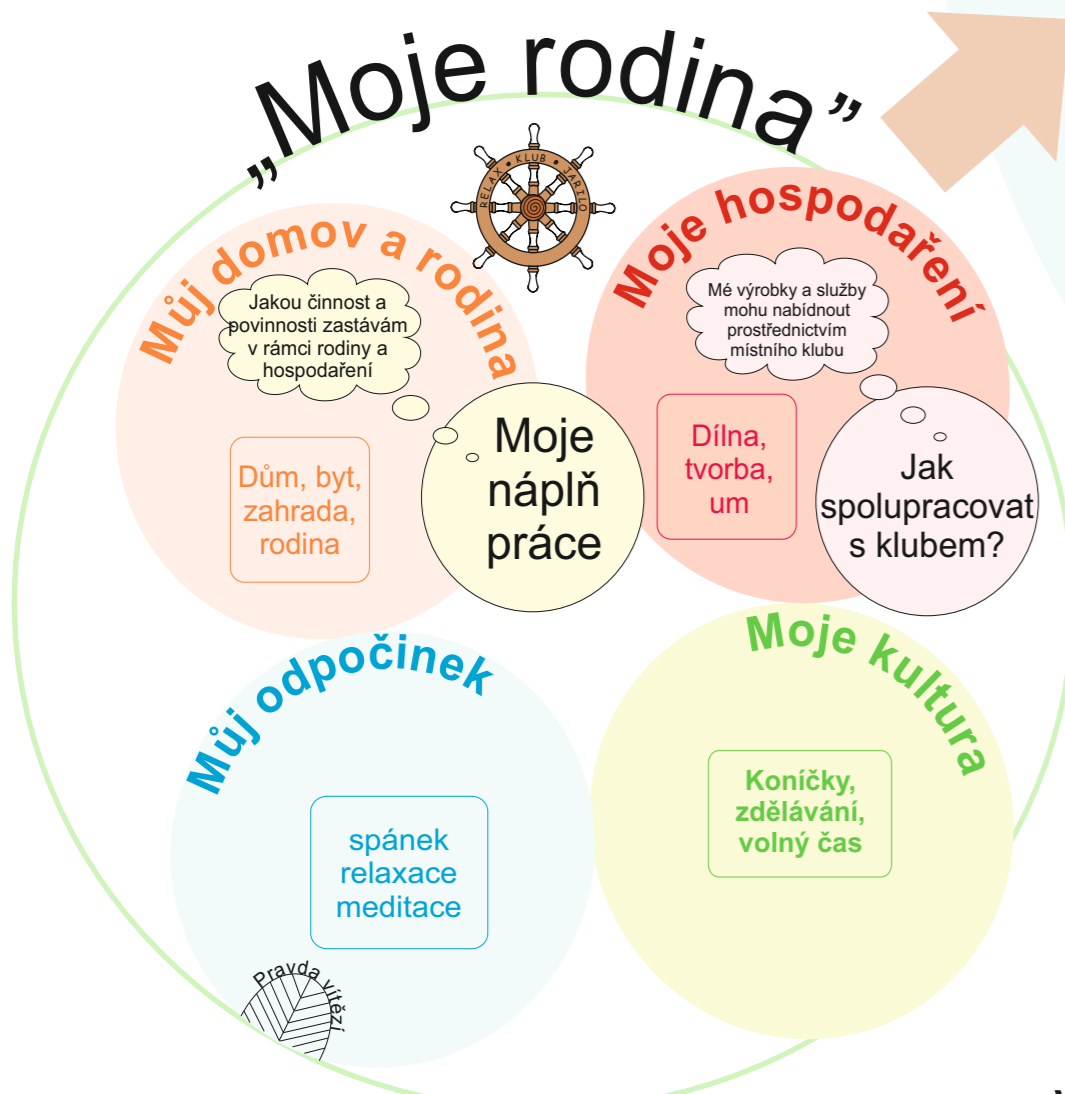 „Moje rodina”
RELAX • KLUB • JARILO
Můj domov a rodina
Jakou činnost a
povinnosti zastávám
v rámci rodiny a
hospodaření
Dům, byt,
zahrada,
rodina
Moje
náplň
práce
Moje hospodaření
Mé výrobky a služby
mohu nabídnout
prostřednictvím
místního klubu
Dílna,
tvorba,
um
Jak
spolupracovat
s klubem?
Můj odpočinek
spánek
relaxace
meditace
Moje kultura
Koníčky,
zdělávání,
volný čas
Pravda vítězí